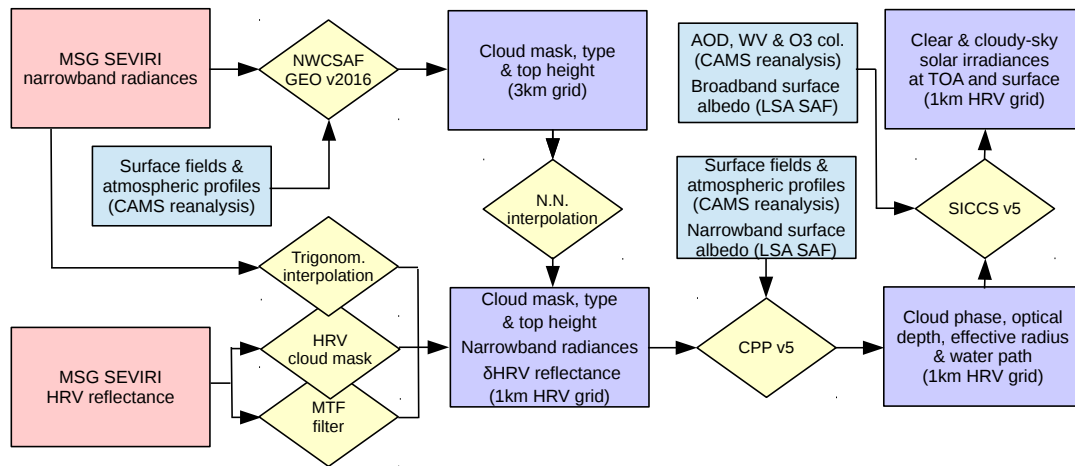 MSG SEVIRI
narrowband radiances
NWCSAF
GEO v2016
Cloud mask, type
& top height
(3km grid)
AOD, WV & O3 col.
(CAMS reanalysis)
Broadband surface
albedo (LSA SAF)
Clear & cloudy-sky
solar irradiances
at TOA and surface
(1km HRV grid)
Surface fields &
atmospheric profiles
(CAMS reanalysis)
N.N.
interpolation
Surface fields &
atmospheric profiles
(CAMS reanalysis)
Narrowband surface
albedo (LSA SAF)
SICCS v5
Trigonom.
interpolation
HRV
cloud mask
MTF
filter
MSG SEVIRI
HRV reflectance
Cloud mask, type
& top height
Narrowband radiances
δHRV reflectance
(1km HRV grid)
CPP v5
Cloud phase, optical
depth, effective radius
& water path
(1km HRV grid)